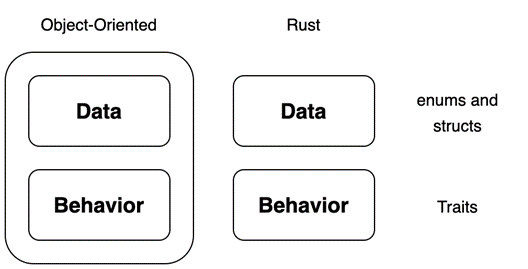 Object-Oriented
Rust
Data
Data
enums and
structs
Behavior
Behavior
Traits